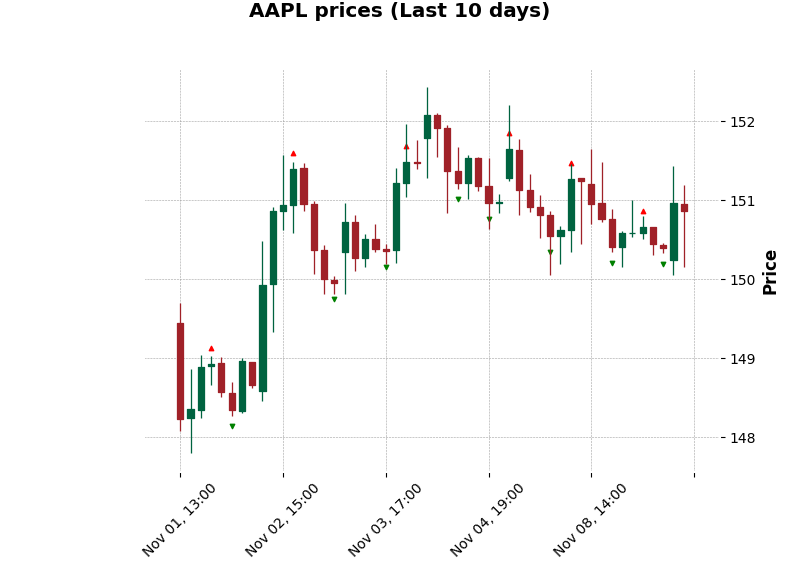 AAPL prices (Last 10 days)
152
151
150
149
148
Price
Nov 01, 13:00
Nov 02, 15:00
Nov 03, 17:00
Nov 04, 19:00
Nov 08, 14:00